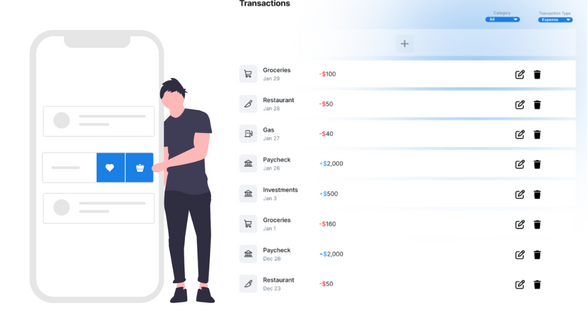 Transactions
Category
Transaction Type
All
Expense
Groceries
Jan 29
-$100
Restaurant
Jan 28
-$50
Gas
Jan 27
-$40
Paycheck
Jan 26
+$2,000
Investments
Jan 3
+$500
Groceries
Jan 1
-$160
Paycheck
Dec 26
+$2,000
Restaurant
Dec 23
-$50